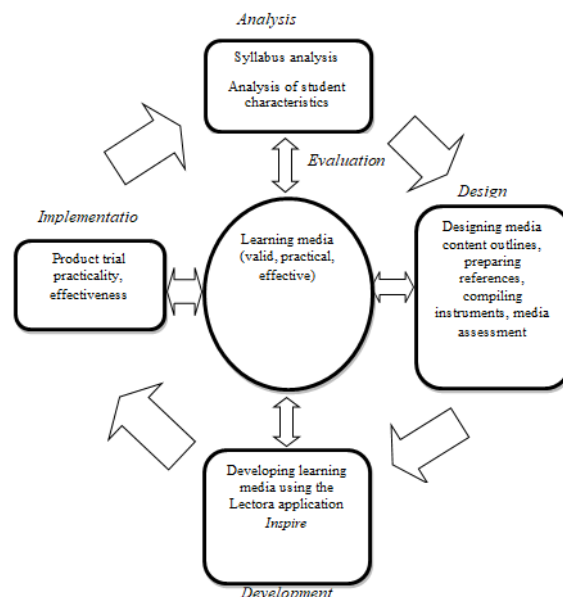 Analysis
Syllabus analysis
Analysis of student
characteristics
Evaluation
Design
Designing media
content outlines,
preparing
references,
compiling
instruments, media
assessment
Implementatio
Product trial
practicality,
effectiveness
Learning media
(valid, practical,
effective)
Developing learning
media using the
Lectora application
Inspire
Development